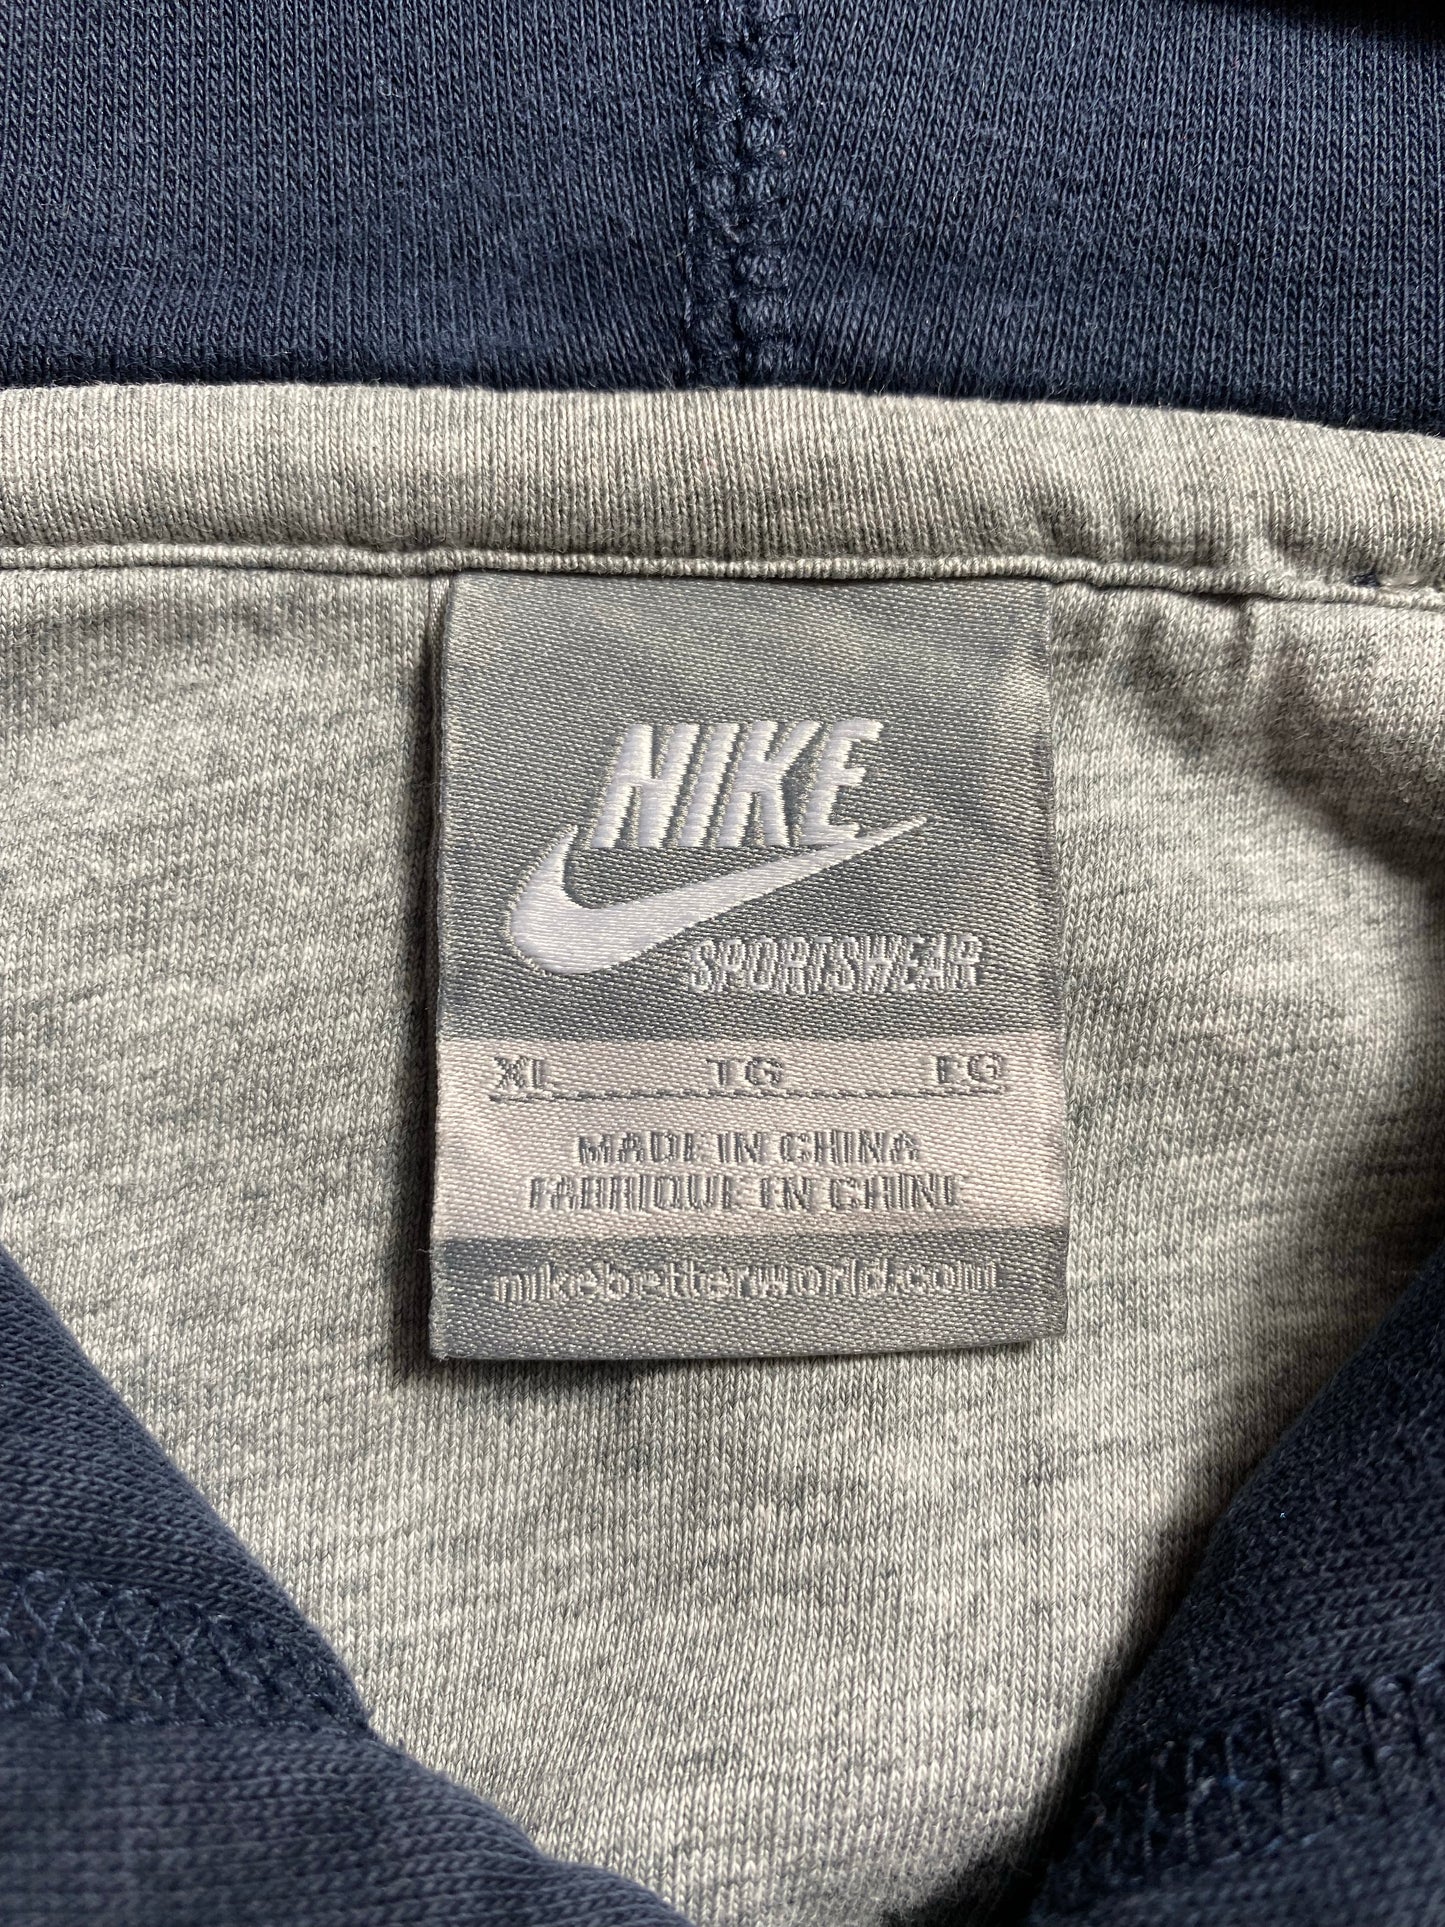 NIKE
SPORTSWEAR
XL TG EG
MADE IN CHINA
FABRIQUE EN CHINE
nikebetterworld.com